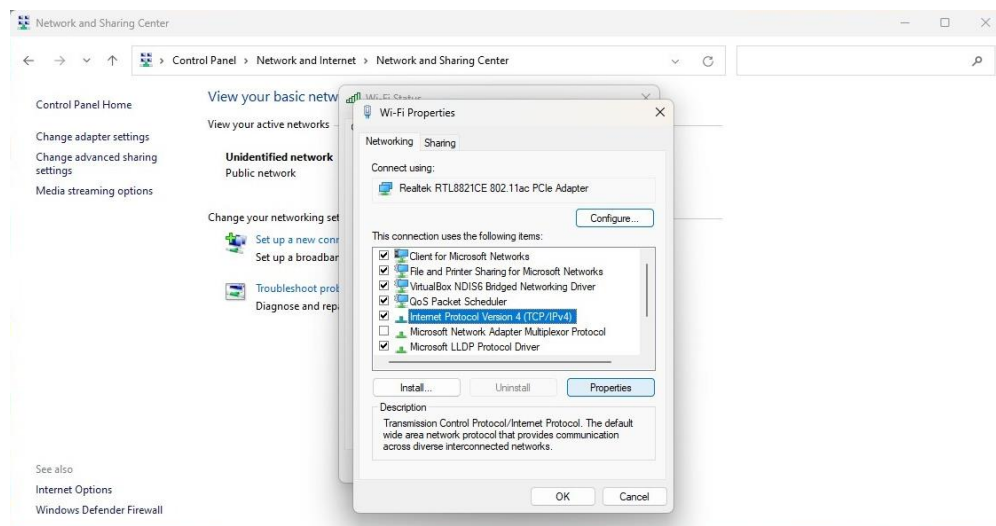 Network and Sharing Center
Control Panel > Network and Internet > Network and Sharing Center
Control Panel Home
Change adapter settings
Change advanced sharing
settings
Media streaming options
See also
Internet Options
Windows Defender Firewall
View your basic netw
View your active networks
Unidentified network
Public network
Change your networking set
Set up a new conn
Set up a broadban
Troubleshoot prob
Diagnose and repa
Wi-Fi Status
Wi-Fi Properties
Networking Sharing
Connect using:
Realtek RTL8821CE 802.11ac PCIe Adapter
Configure...
This connection uses the following items:
Client for Microsoft Networks
File and Printer Sharing for Microsoft Networks
VirtualBox NDIS6 Bridged Networking Driver
QoS Packet Scheduler
Internet Protocol Version 4 (TCP/IPv4)
Microsoft Network Adapter Multiplexor Protocol
Microsoft LLDP Protocol Driver
Install... Uninstall Properties
Description
Transmission Control Protocol/Internet Protocol. The default
wide area network protocol that provides communication
across diverse interconnected networks.
OK Cancel